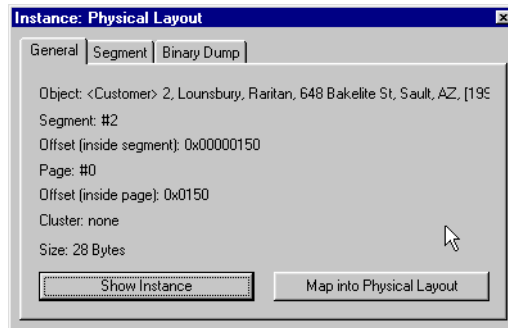 Instance: Physical Layout
General Segment Binary Dump
Object: <Customer> 2, Lounsbury, Raritan, 648 Bakelite St, Sault, AZ, [199
Segment: #2
Offset (inside segment): 0x00000150
Page: #0
Offset (inside page): 0x0150
Cluster: none
Size: 28 Bytes
Show Instance Map into Physical Layout